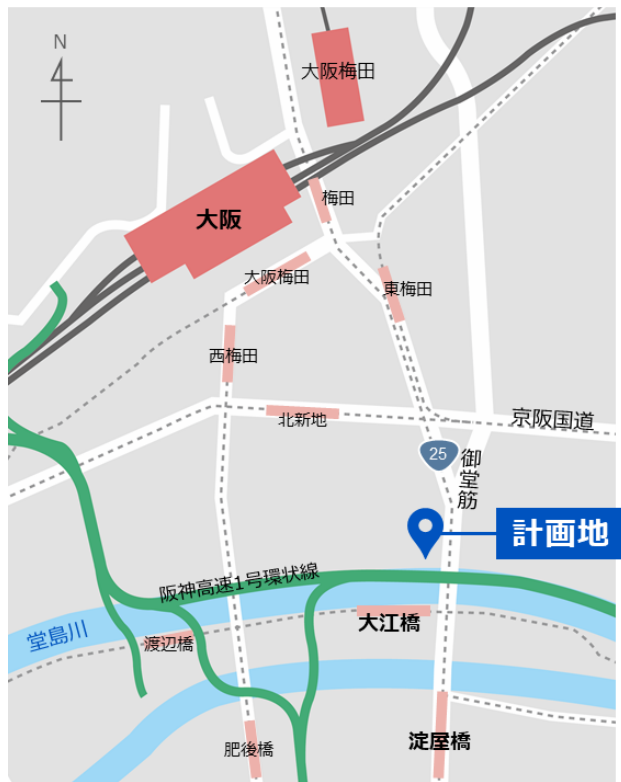 N
大阪梅田
大阪
梅田
大阪梅田
東梅田
西梅田
北新地
京阪国道
25
御堂筋
計画地
阪神高速1号環状線
堂島川
渡辺橋
大江橋
肥後橋
淀屋橋